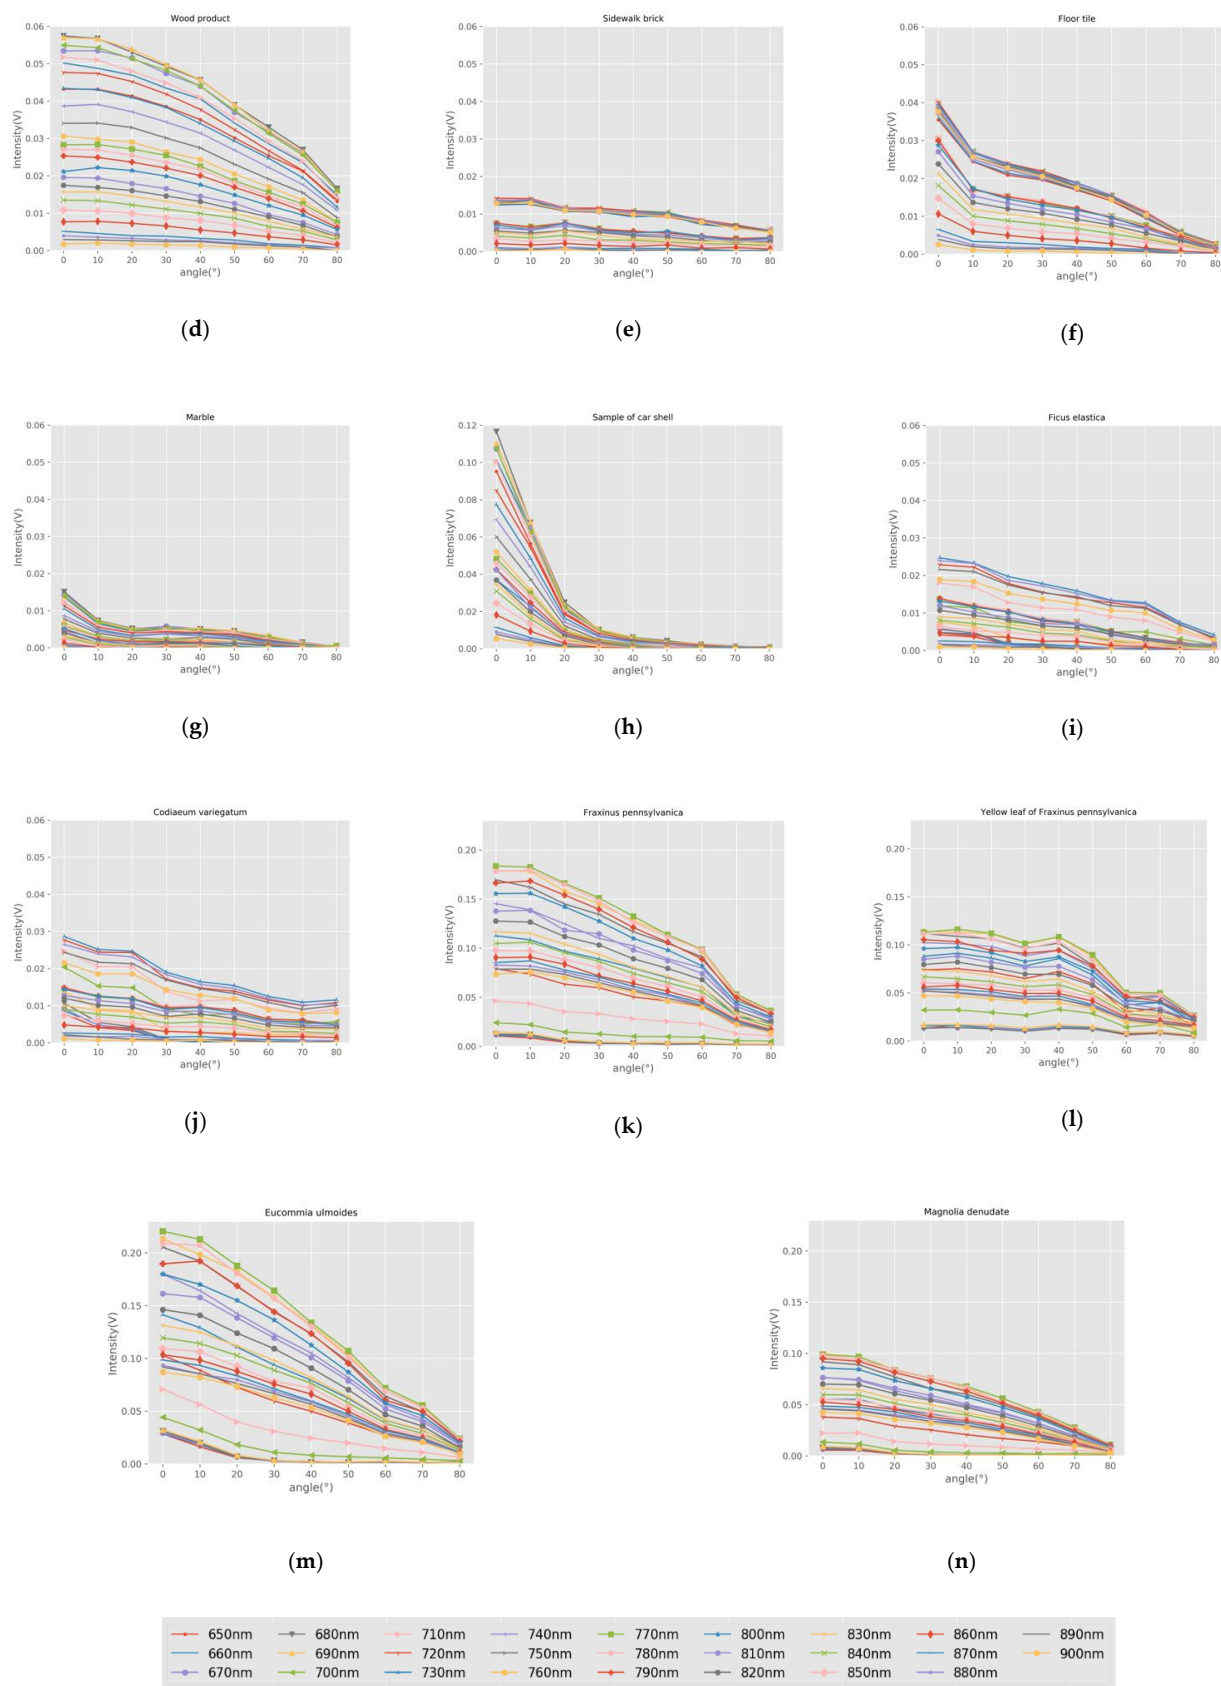 Wood product
Sidewalk brick
Floor tile
Intensity(V)
0.06
0.05
0.04
0.03
0.02
0.01
0.00
0 10 20 30 40 50 60 70 80
angle(°)
Intensity(V)
0.06
0.05
0.04
0.03
0.02
0.01
0.00
0 10 20 30 40 50 60 70 80
angle(°)
Intensity(V)
0.06
0.05
0.04
0.03
0.02
0.01
0.00
0 10 20 30 40 50 60 70 80
angle(°)
(d)
(e)
(f)
Marble
Sample of car shell
Ficus elastica
Intensity(V)
0.06
0.05
0.04
0.03
0.02
0.01
0.00
0 10 20 30 40 50 60 70 80
angle(°)
Intensity(V)
0.12
0.10
0.08
0.06
0.04
0.02
0.00
0 10 20 30 40 50 60 70 80
angle(°)
Intensity(V)
0.06
0.05
0.04
0.03
0.02
0.01
0.00
0 10 20 30 40 50 60 70 80
angle(°)
(g)
(h)
(i)
Codiaeum variegatum
Fraxinus pennsylvanica
Yellow leaf of Fraxinus pennsylvanica
Intensity(V)
0.06
0.05
0.04
0.03
0.02
0.01
0.00
0 10 20 30 40 50 60 70 80
angle(°)
Intensity(V)
0.20
0.15
0.10
0.05
0.00
0 10 20 30 40 50 60 70 80
angle(°)
Intensity(V)
0.20
0.15
0.10
0.05
0.00
0 10 20 30 40 50 60 70 80
angle(°)
(j)
(k)
(l)
Eucommia ulmoides
Magnolia denudate
Intensity(V)
0.20
0.15
0.10
0.05
0.00
0 10 20 30 40 50 60 70 80
angle(°)
Intensity(V)
0.20
0.15
0.10
0.05
0.00
0 10 20 30 40 50 60 70 80
angle(°)
(m)
(n)
650nm 680nm 710nm 740nm 770nm 800nm 830nm 860nm 890nm
660nm 690nm 720nm 750nm 780nm 810nm 840nm 870nm 900nm
670nm 700nm 730nm 760nm 790nm 820nm 850nm 880nm